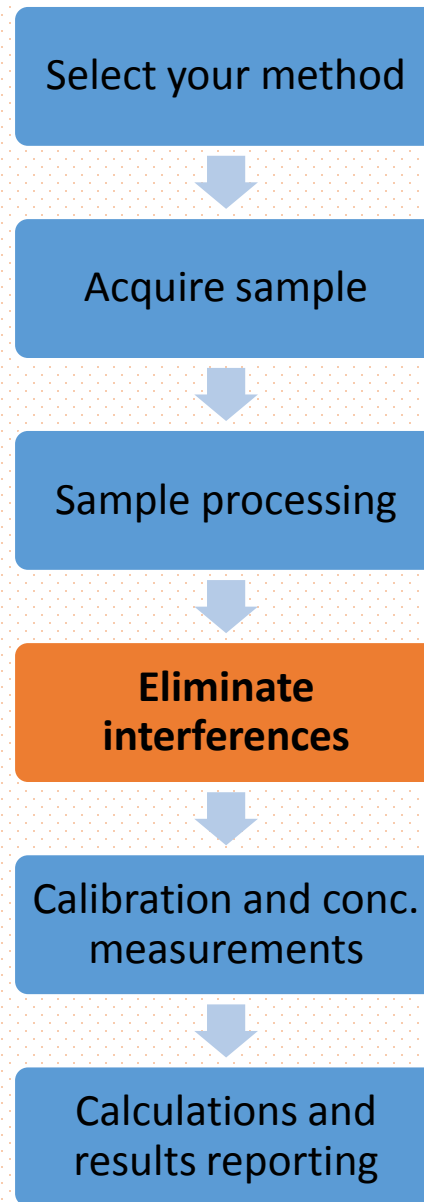 Select your method
Acquire sample
Sample processing
Eliminate
interferences
Calibration and conc.
measurements
Calculations and
results reporting